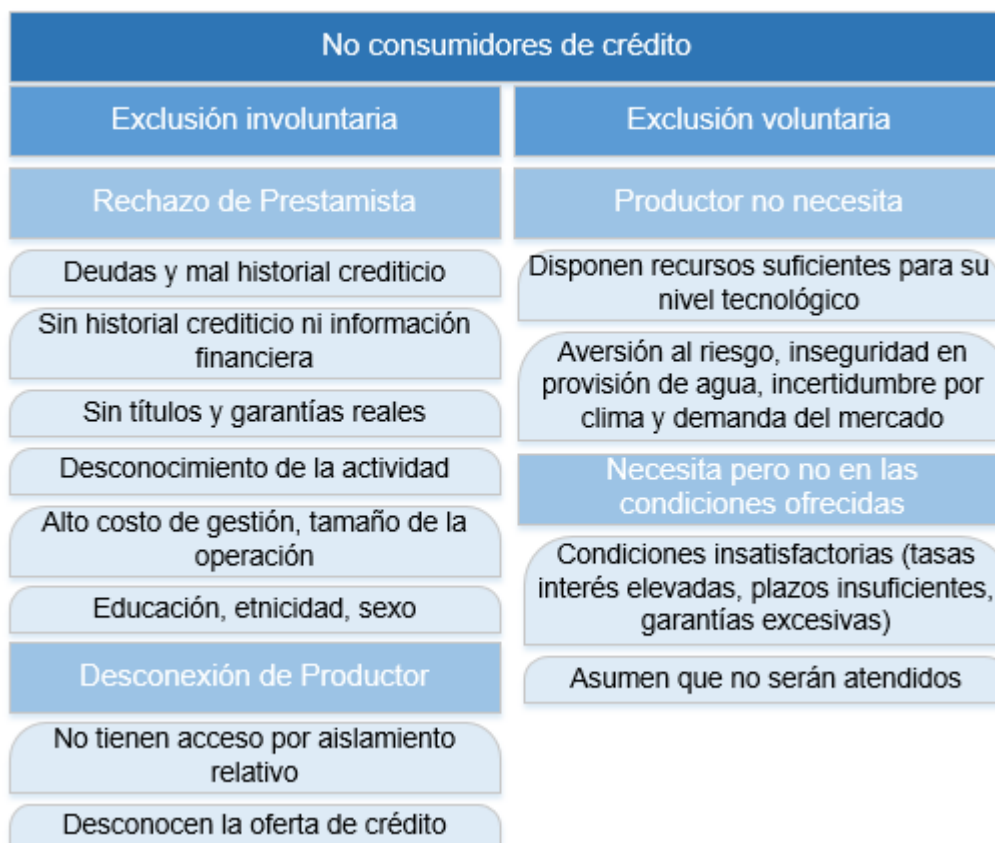 No consumidores de crédito
Exclusión involuntaria
Rechazo de Prestamista
Deudas y mal historial crediticio
Sin historial crediticio ni información
financiera
Sin títulos y garantías reales
Desconocimiento de la actividad
Alto costo de gestión, tamaño de la
operación
Educación, etnicidad, sexo
Desconexión de Productor
No tienen acceso por aislamiento
relativo
Desconocen la oferta de crédito
Exclusión voluntaria
Productor no necesita
Disponen recursos suficientes para su
nivel tecnológico
Aversión al riesgo, inseguridad en
provisión de agua, incertidumbre por
clima y demanda del mercado
Necesita pero no en las
condiciones ofrecidas
Condiciones insatisfactorias (tasas
interés elevadas, plazos insuficientes,
garantías excesivas)
Asumen que no serán atendidos